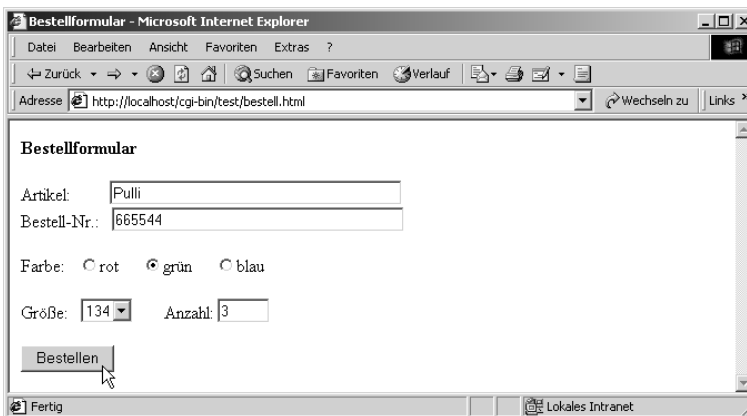 Bestellformular - Microsoft Internet Explorer
Datei Bearbeiten Ansicht Favoriten Extras ?
Zurück Suchen Favoriten Verlauf
Adresse http://localhost/cgi-bin/test/bestell.html Wechseln zu Links »
Bestellformular
Artikel: Pulli
Bestell-Nr.: 665544
Farbe: rot grün blau
Größe: 134 Anzahl: 3
Bestellen
Fertig Lokales Intranet